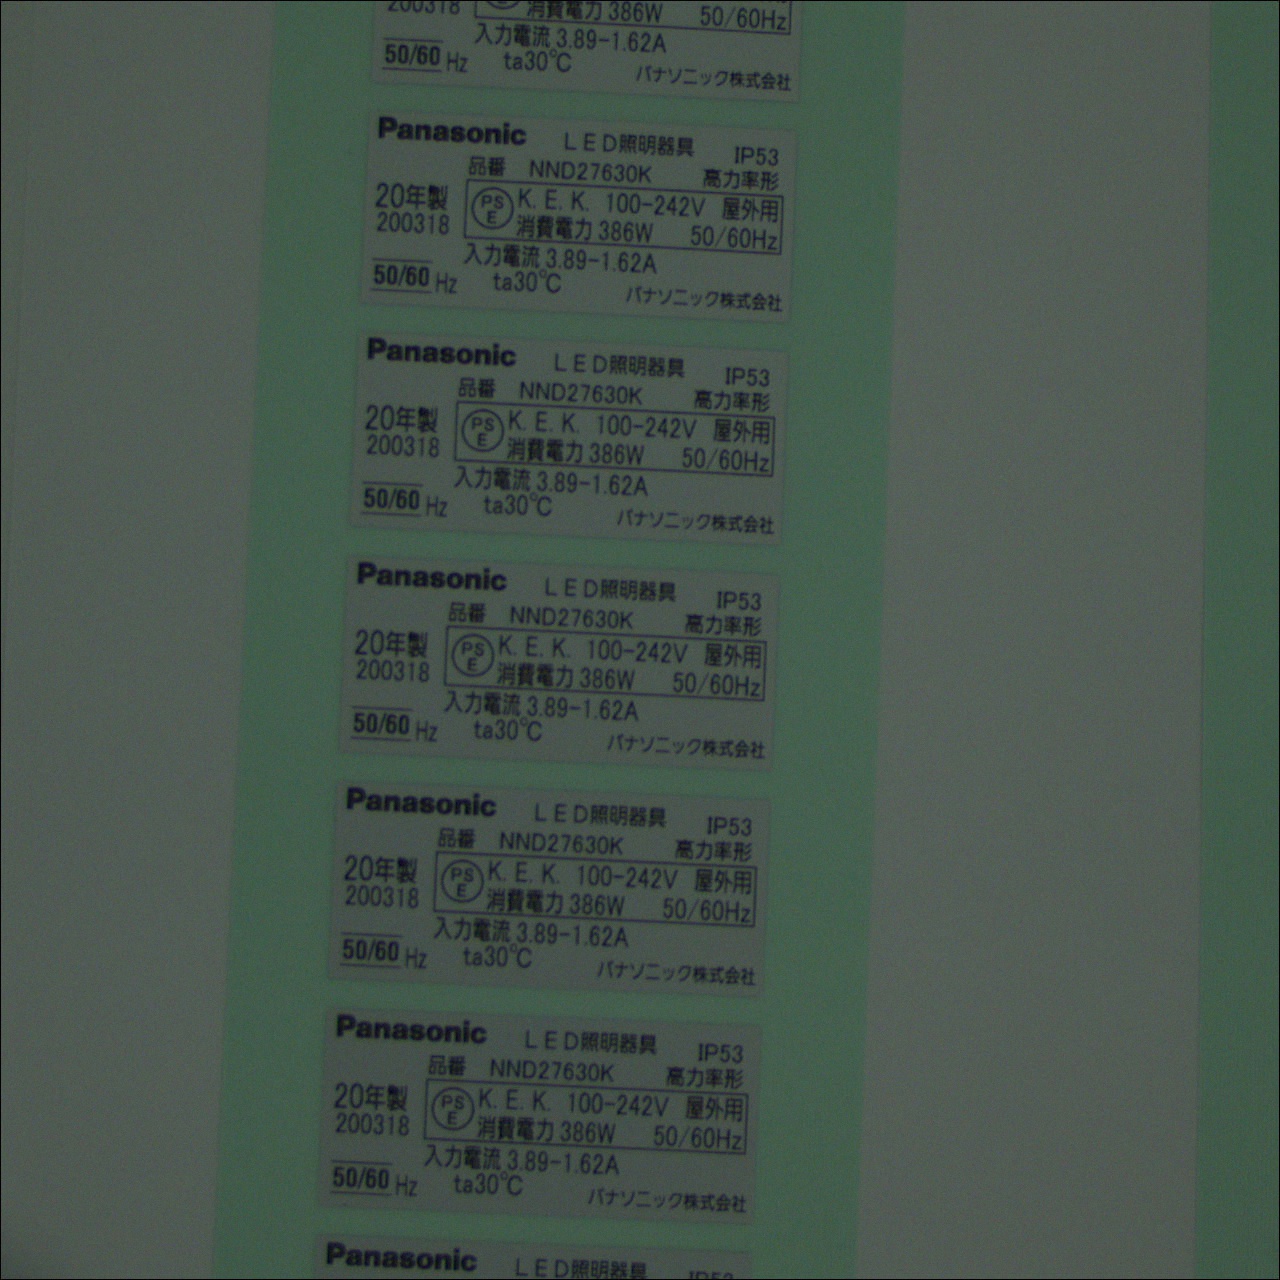 200318 消費電力 386W 50/60Hz
入力電流 3.89-1.62A
50/60 Hz ta30℃ パナソニック株式会社
Panasonic LED照明器具 IP53
品番 NND27630K 高力率形
20年製 PS E K. E. K. 100-242V 屋外用
200318 消費電力 386W 50/60Hz
入力電流 3.89-1.62A
50/60 Hz ta30℃ パナソニック株式会社
Panasonic LED照明器具 IP53
品番 NND27630K 高力率形
20年製 PS E K. E. K. 100-242V 屋外用
200318 消費電力 386W 50/60Hz
入力電流 3.89-1.62A
50/60 Hz ta30℃ パナソニック株式会社
Panasonic LED照明器具 IP53
品番 NND27630K 高力率形
20年製 PS E K. E. K. 100-242V 屋外用
200318 消費電力 386W 50/60Hz
入力電流 3.89-1.62A
50/60 Hz ta30℃ パナソニック株式会社
Panasonic LED照明器具 IP53
品番 NND27630K 高力率形
20年製 PS E K. E. K. 100-242V 屋外用
200318 消費電力 386W 50/60Hz
入力電流 3.89-1.62A
50/60 Hz ta30℃ パナソニック株式会社
Panasonic LED照明器具 IP53
品番 NND27630K 高力率形
20年製 PS E K. E. K. 100-242V 屋外用
200318 消費電力 386W 50/60Hz
入力電流 3.89-1.62A
50/60 Hz ta30℃ パナソニック株式会社
Panasonic LED照明器具 IP53